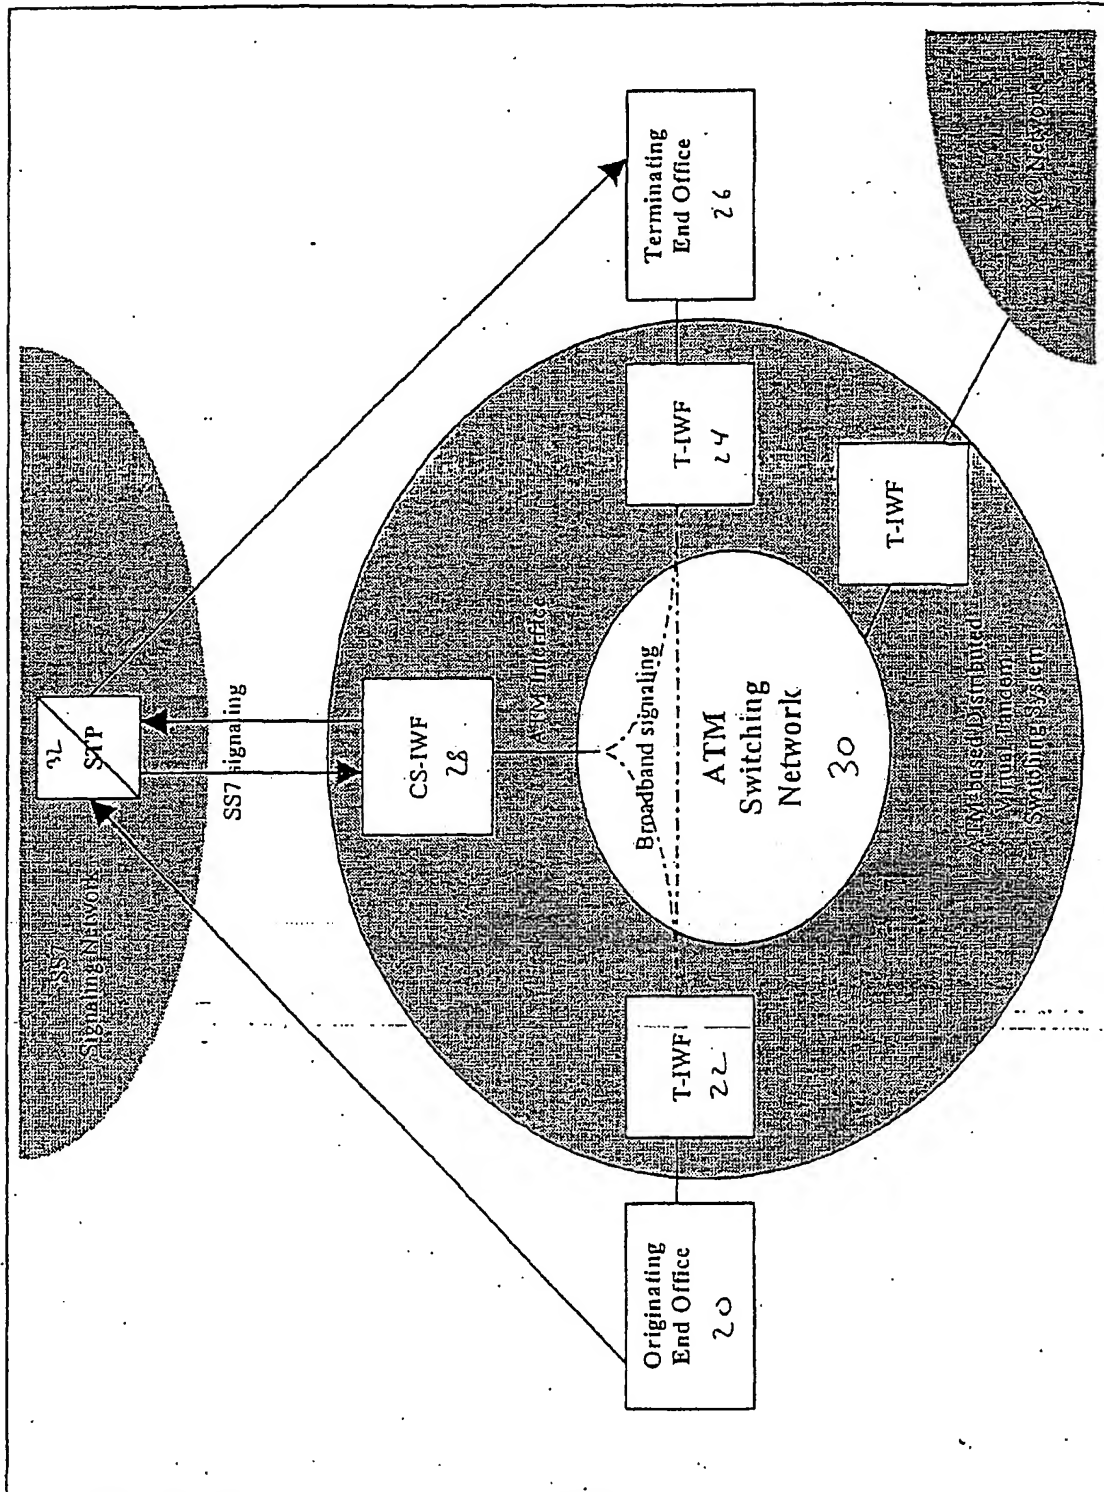 SS7
Signaling Network
32
STP
SS7 signaling
CS-IWF
28
ATM Interface
Broadband signaling
ATM
Switching
Network
30
Originating
End Office
20
T-IWF
22
T-IWF
24
Terminating
End Office
26
T-IWF
ATM-based Distributed
Virtual Tandem
Switching System
IXC Network